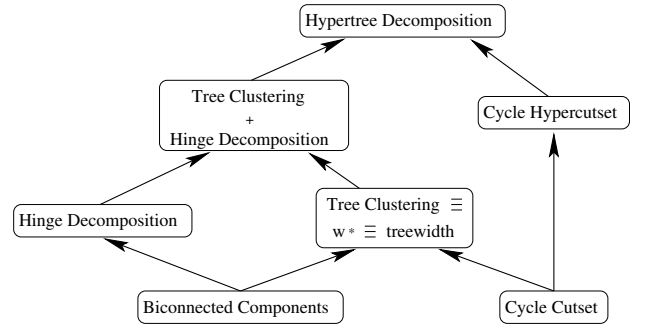 Hypertree Decomposition
Tree Clustering
+
Hinge Decomposition
Cycle Hypercutset
Hinge Decomposition
Tree Clustering ≡
w* ≡ treewidth
Biconnected Components
Cycle Cutset